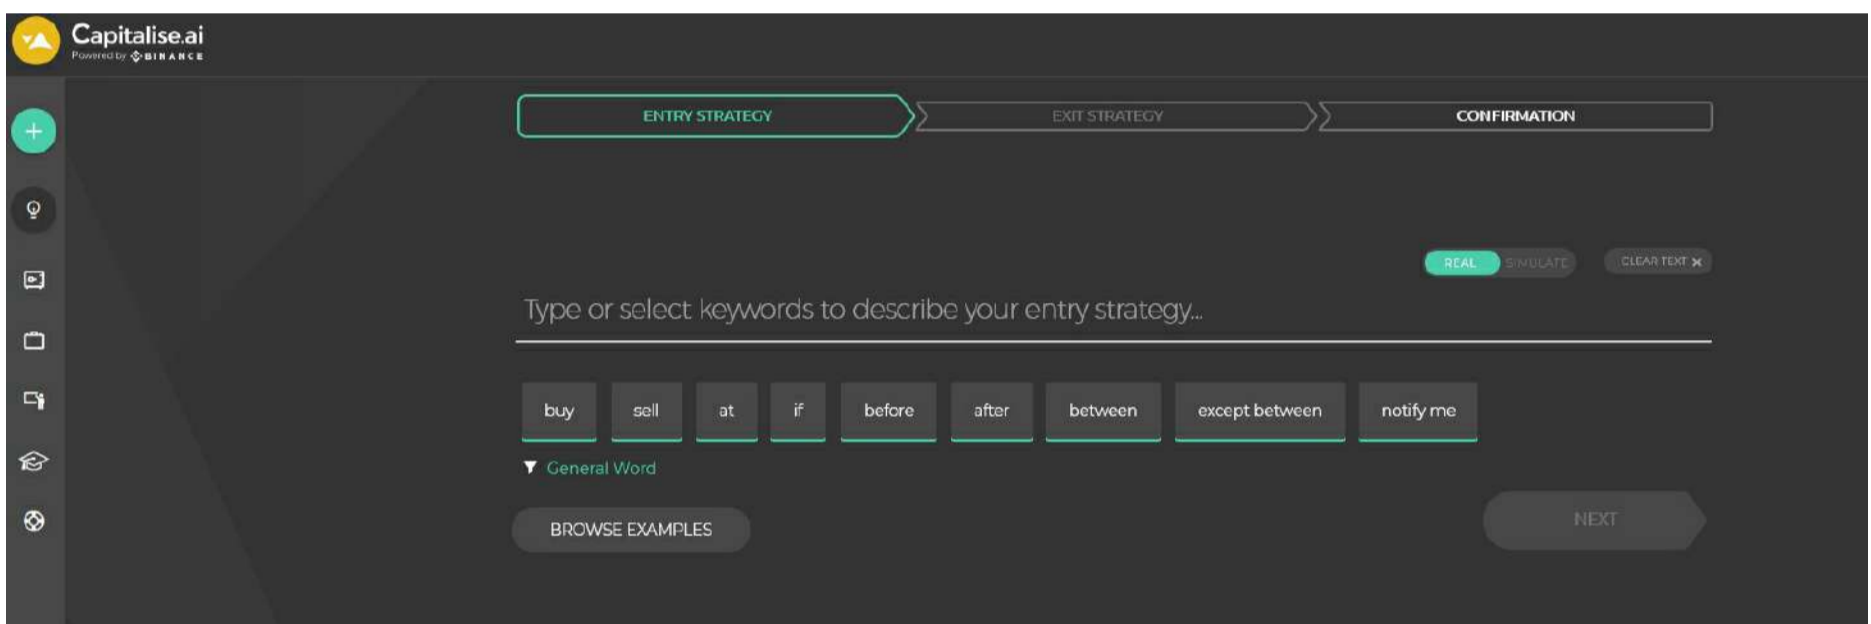 Capitalise.ai
Powered by BINANCE
ENTRY STRATEGY
EXIT STRATEGY
CONFIRMATION
REAL SIMULATE
CLEAR TEXT X
Type or select keywords to describe your entry strategy...
buy sell at if before after between except between notify me
General Word
BROWSE EXAMPLES
NEXT